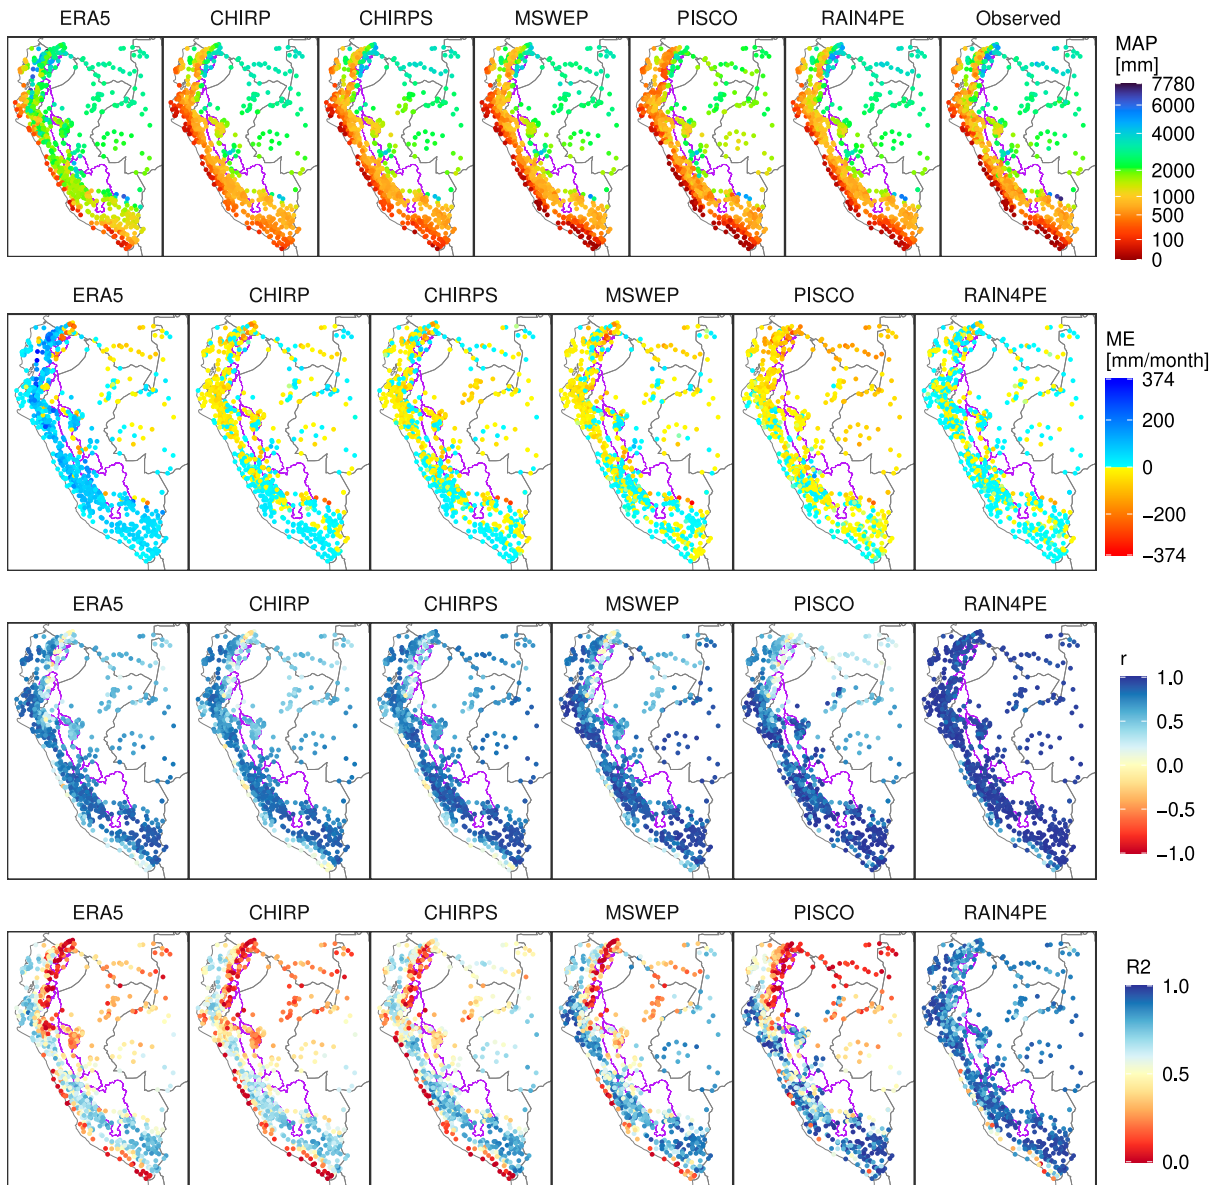 ERA5 CHIRP CHIRPS MSWEP PISCO RAIN4PE Observed
MAP
[mm]
7780
6000
4000
2000
1000
500
100
0
ERA5 CHIRP CHIRPS MSWEP PISCO RAIN4PE
ME
[mm/month]
374
200
0
−200
−374
ERA5 CHIRP CHIRPS MSWEP PISCO RAIN4PE
r
1.0
0.5
0.0
−0.5
−1.0
ERA5 CHIRP CHIRPS MSWEP PISCO RAIN4PE
R2
1.0
0.5
0.0